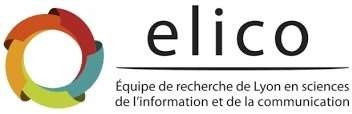 elico
Équipe de recherche de Lyon en sciences
de l'information et de la communication